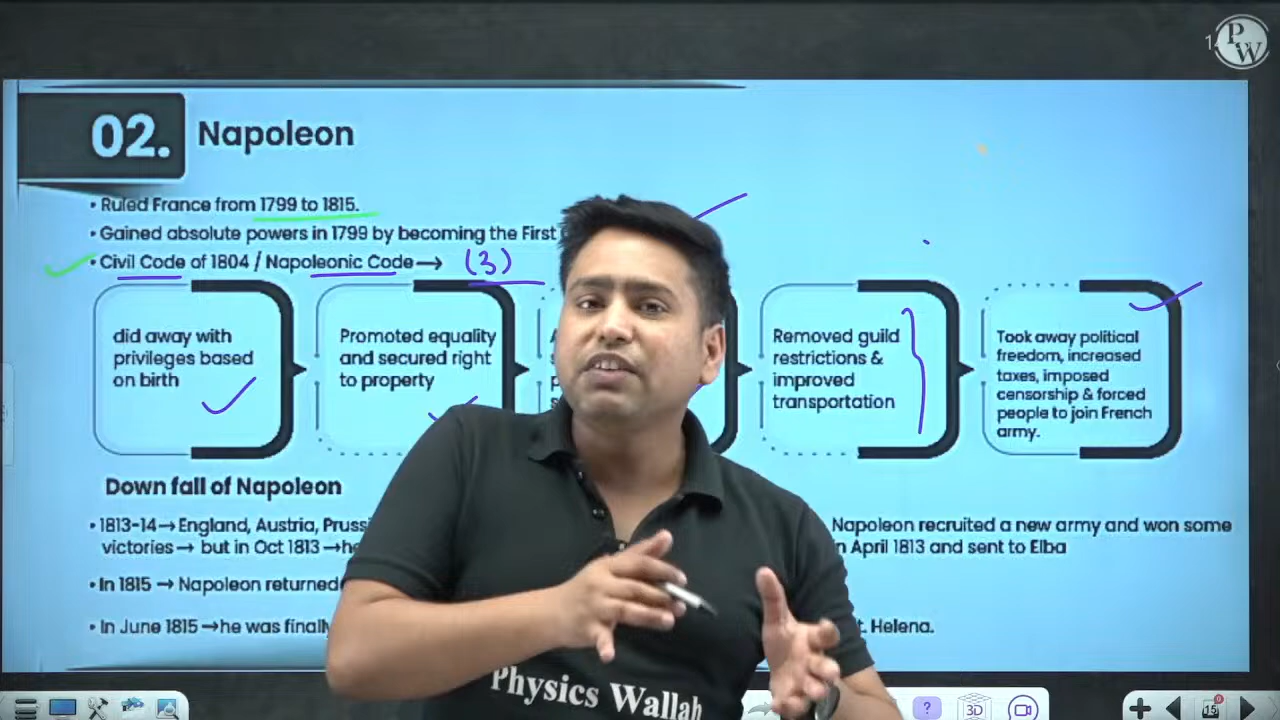 PW
02. Napoleon
• Ruled France from 1799 to 1815.
• Gained absolute powers in 1799 by becoming the First
• Civil Code of 1804 / Napoleonic Code → (3)
did away with
privileges based
on birth
Promoted equality
and secured right
to property
Removed guild
restrictions &
improved
transportation
Took away political
freedom, increased
taxes, imposed
censorship & forced
people to join French
army.
Down fall of Napoleon
• 1813-14→ England, Austria, Napoleon recruited a new army and won some
victories → but in Oct 1813 → April 1813 and sent to Elba
• In 1815 → Napoleon returned
• In June 1815 → he was Helena.
Physics Wallah
? 3D 15